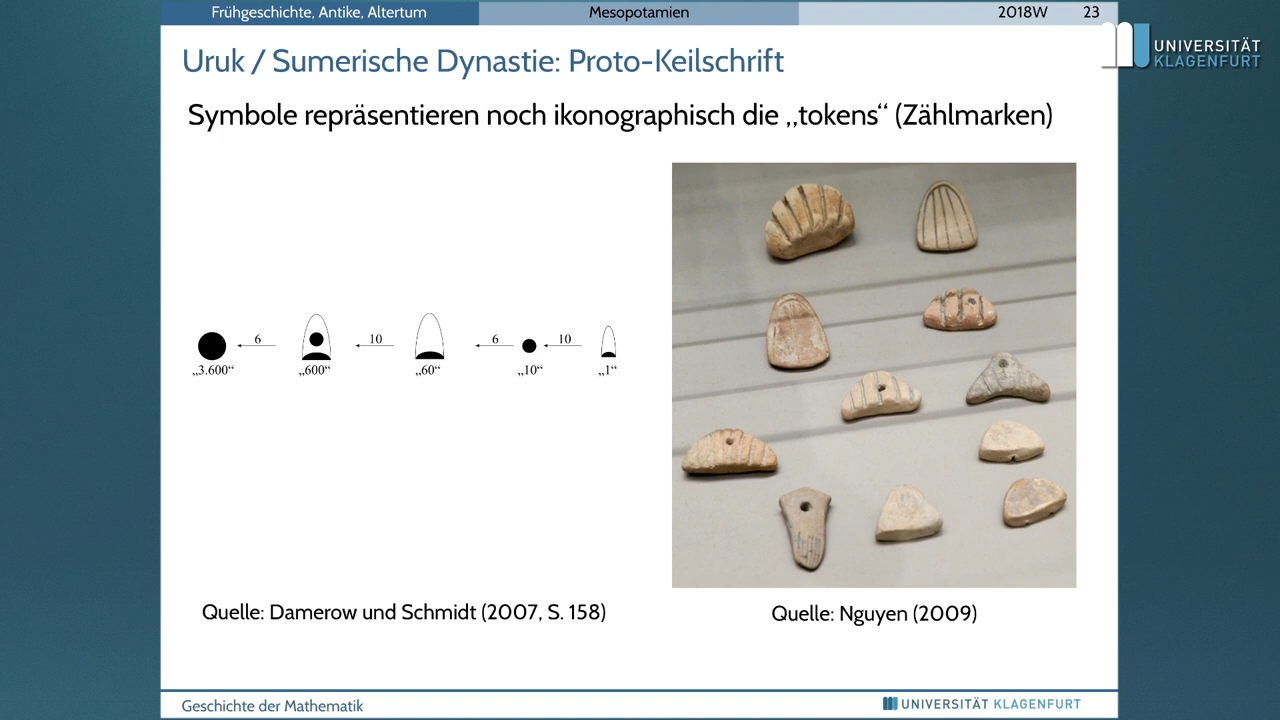 Frühgeschichte, Antike, Altertum
Mesopotamien
2018W 23
UNIVERSITÄT
KLAGENFURT
Uruk / Sumerische Dynastie: Proto-Keilschrift
Symbole repräsentieren noch ikonographisch die „tokens“ (Zählmarken)
6 10 6 10
„3.600“ „600“ „60“ „10“ „1“
Quelle: Damerow und Schmidt (2007, S. 158)
Quelle: Nguyen (2009)
Geschichte der Mathematik
UNIVERSITÄT KLAGENFURT